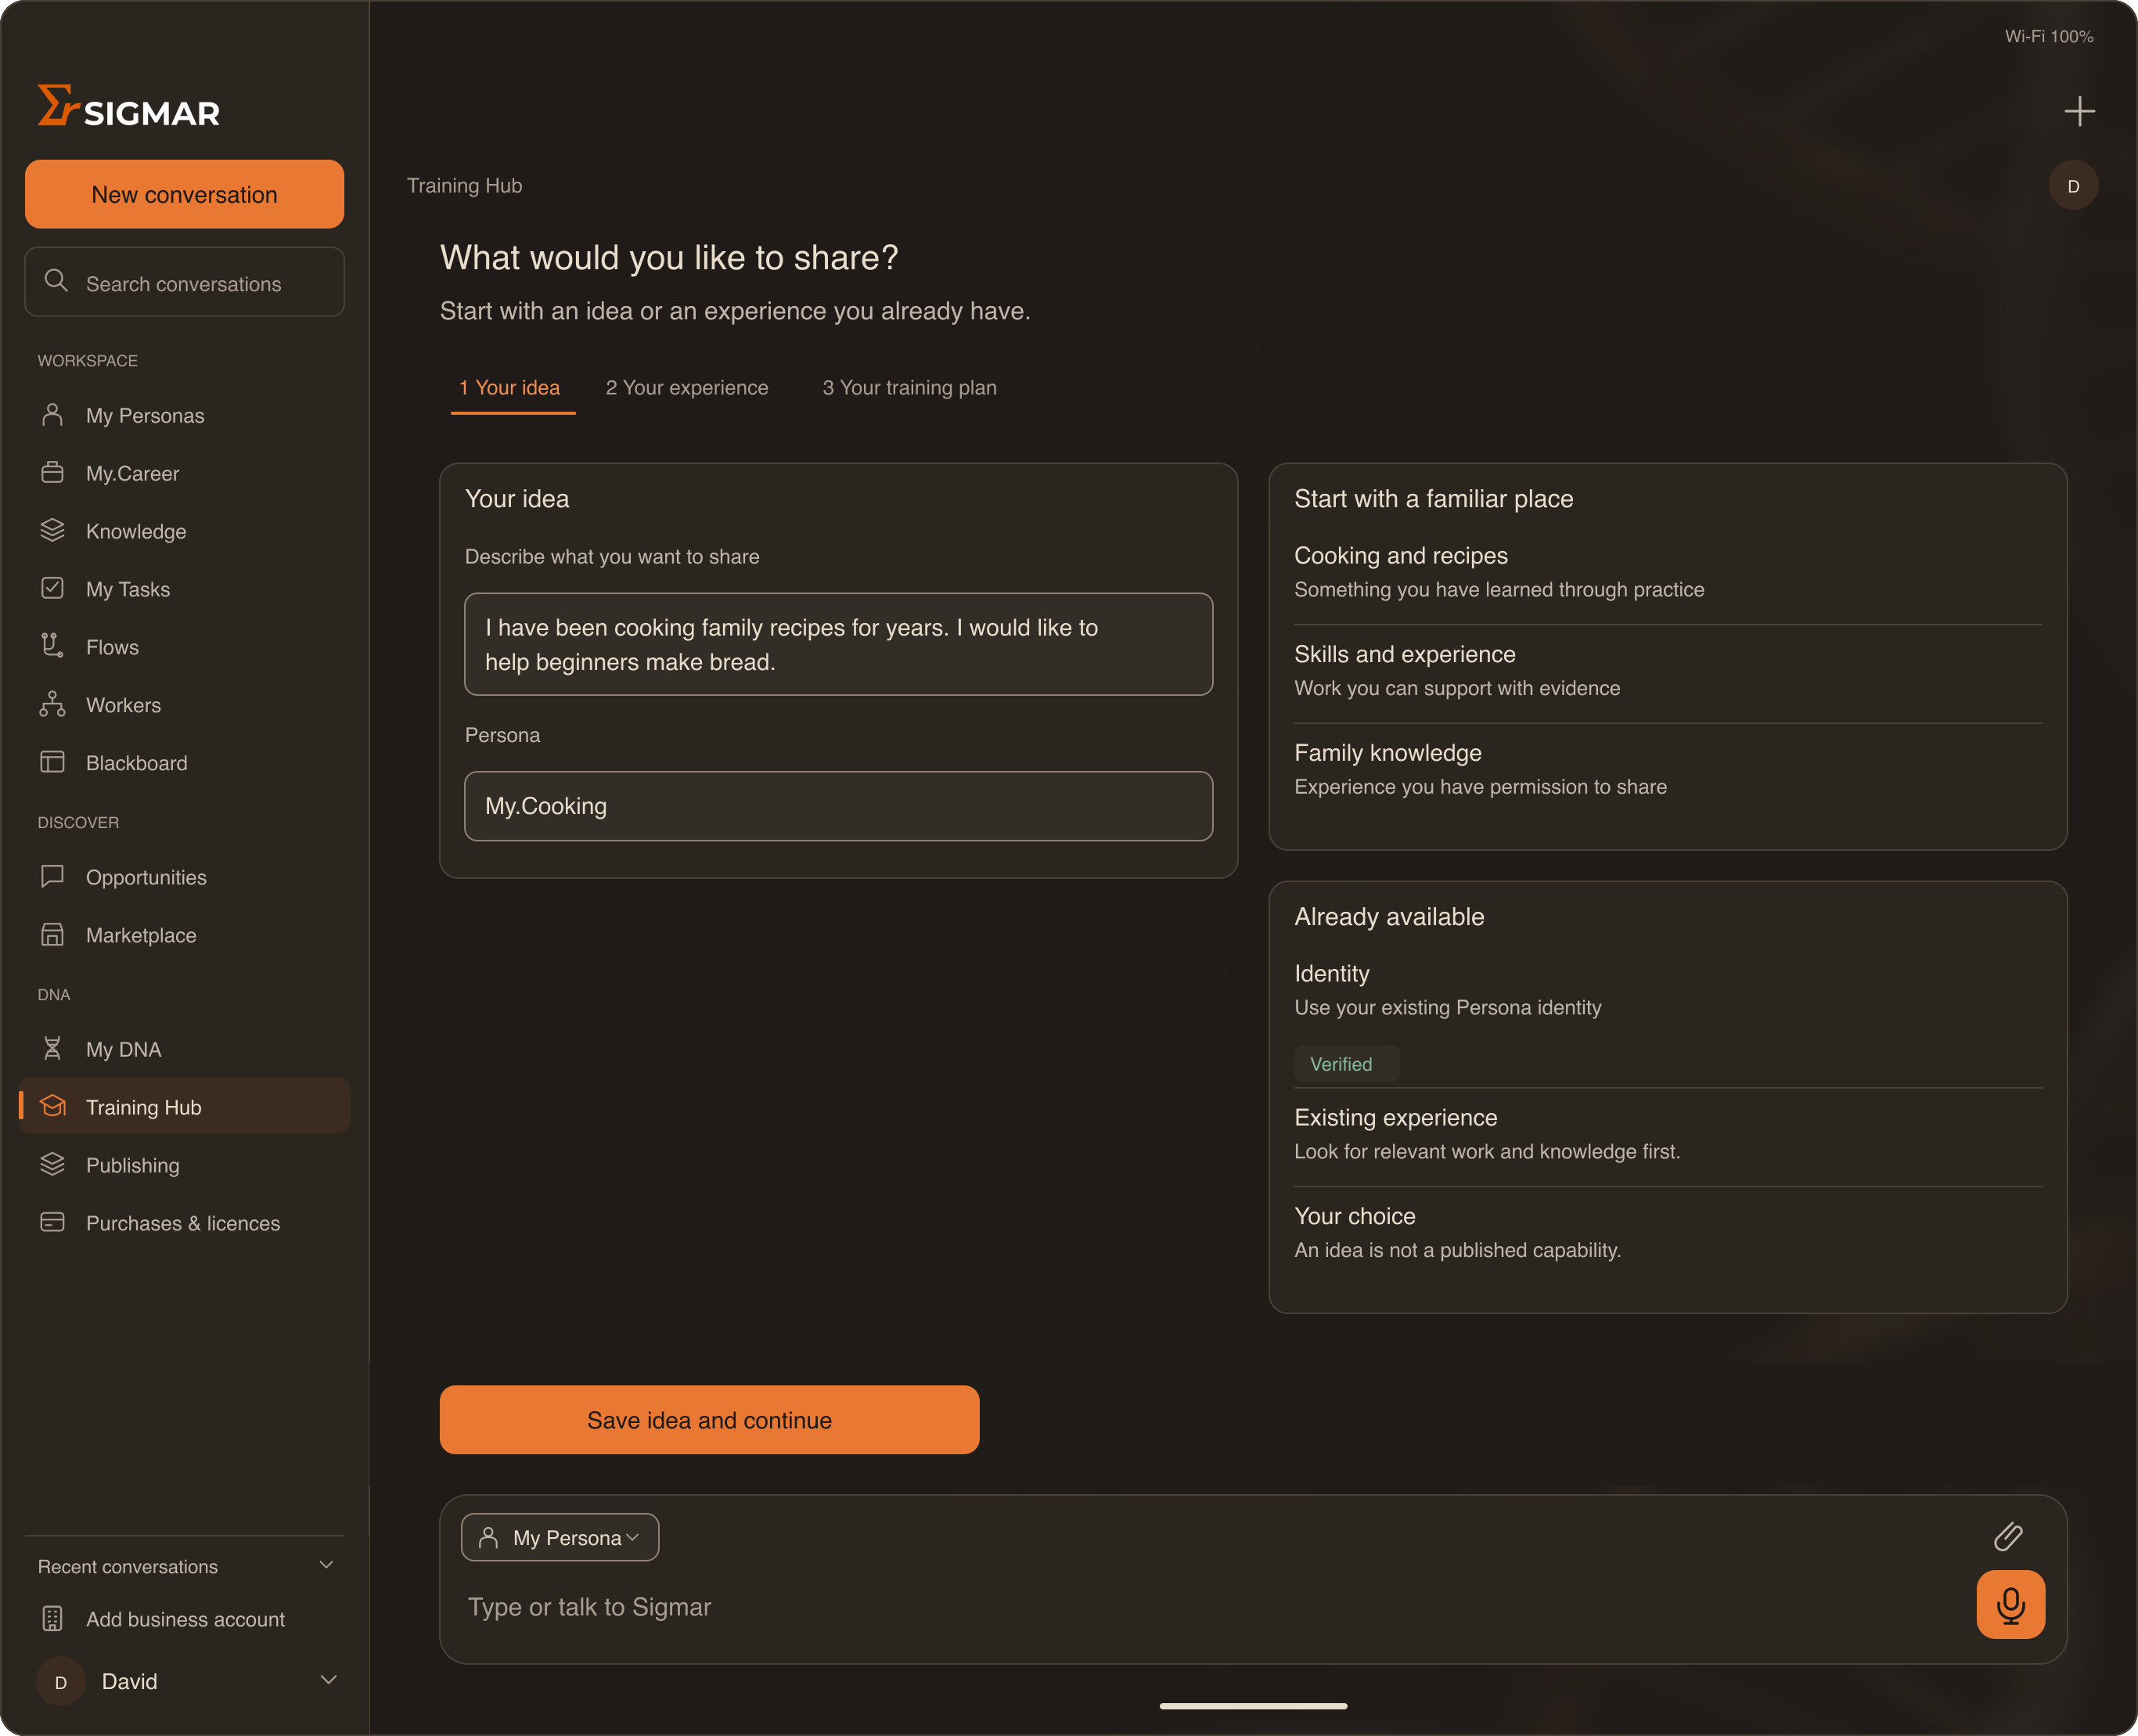 Wi-Fi 100%
Σr SIGMAR
New conversation
Search conversations
WORKSPACE
My Personas
My.Career
Knowledge
My Tasks
Flows
Workers
Blackboard
DISCOVER
Opportunities
Marketplace
DNA
My DNA
Training Hub
Publishing
Purchases & licences
Recent conversations
Add business account
D
David
Training Hub
D
What would you like to share?
Start with an idea or an experience you already have.
1 Your idea
2 Your experience
3 Your training plan
Your idea
Describe what you want to share
I have been cooking family recipes for years. I would like to
help beginners make bread.
Persona
My.Cooking
Start with a familiar place
Cooking and recipes
Something you have learned through practice
Skills and experience
Work you can support with evidence
Family knowledge
Experience you have permission to share
Already available
Identity
Use your existing Persona identity
Verified
Existing experience
Look for relevant work and knowledge first.
Your choice
An idea is not a published capability.
Save idea and continue
My Persona
Type or talk to Sigmar